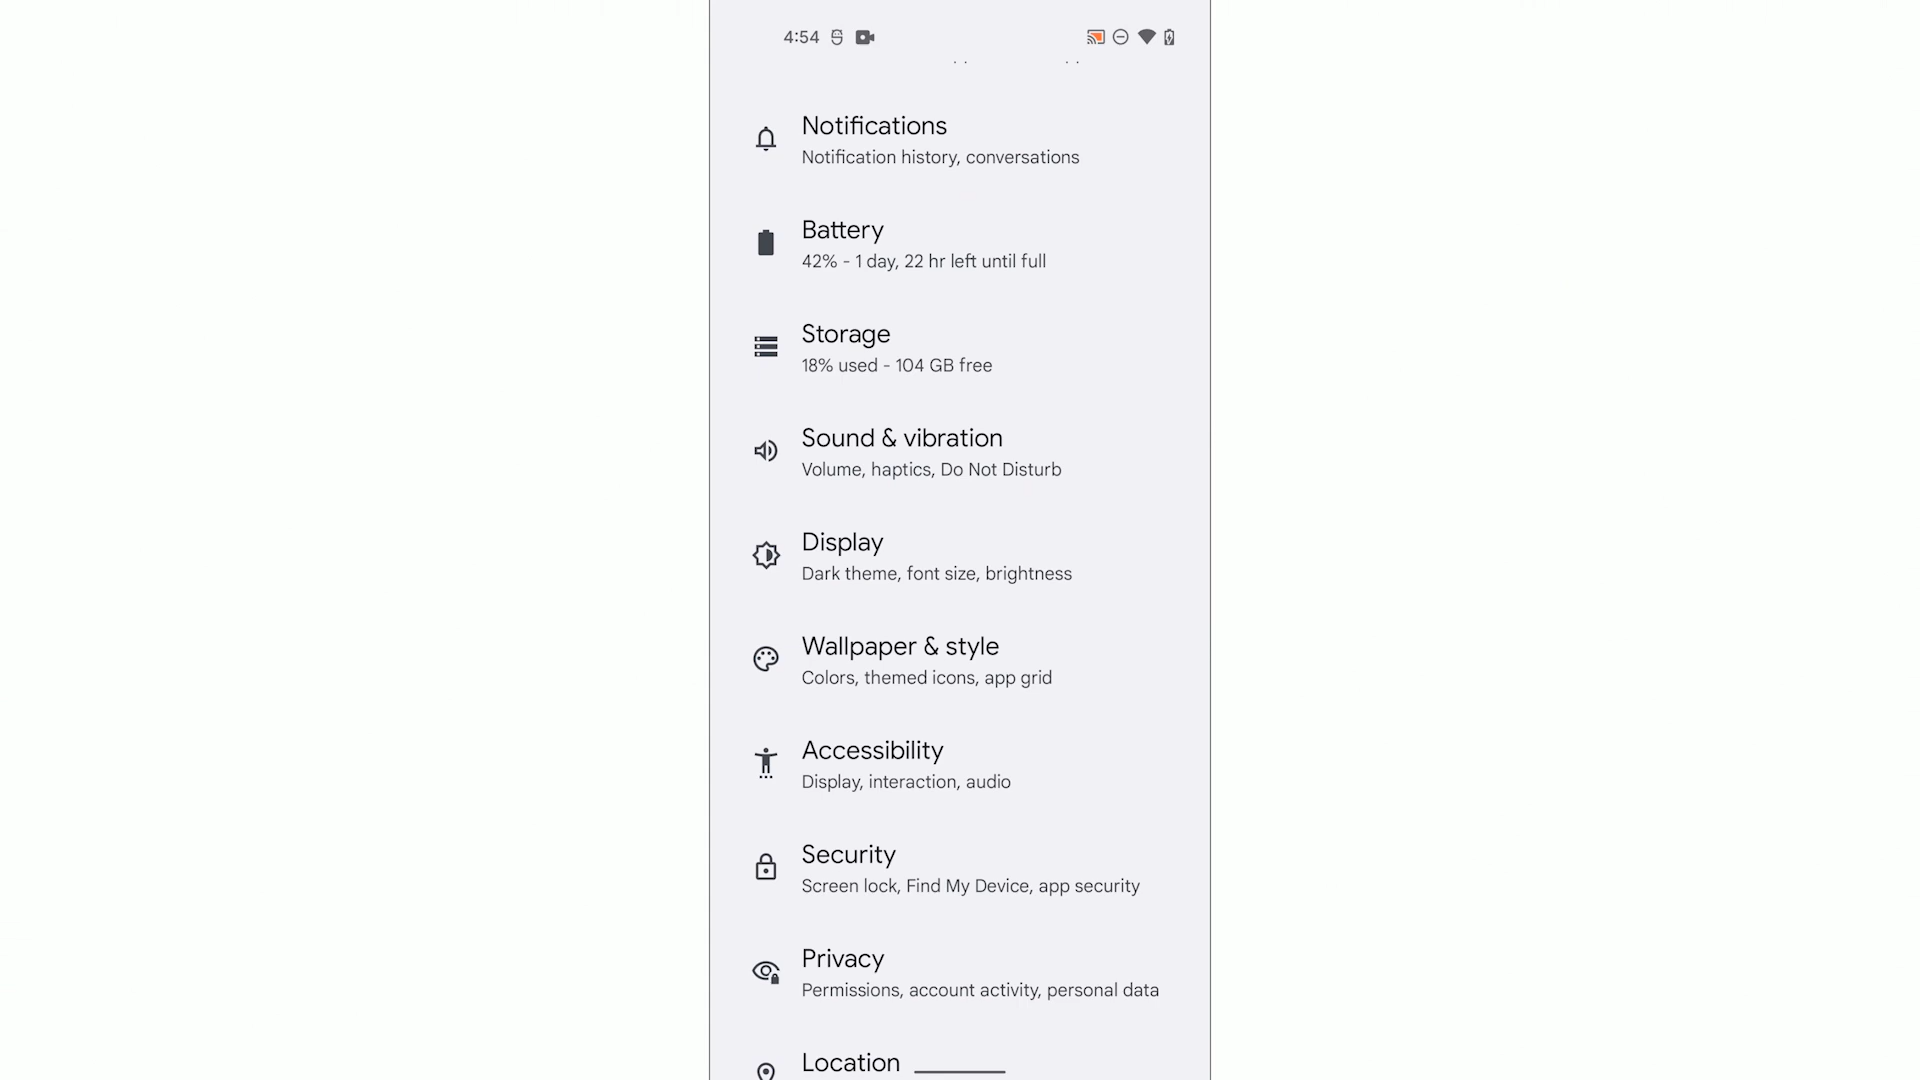 4:54
Notifications
Notification history, conversations
Battery
42% - 1 day, 22 hr left until full
Storage
18% used - 104 GB free
Sound & vibration
Volume, haptics, Do Not Disturb
Display
Dark theme, font size, brightness
Wallpaper & style
Colors, themed icons, app grid
Accessibility
Display, interaction, audio
Security
Screen lock, Find My Device, app security
Privacy
Permissions, account activity, personal data
Location